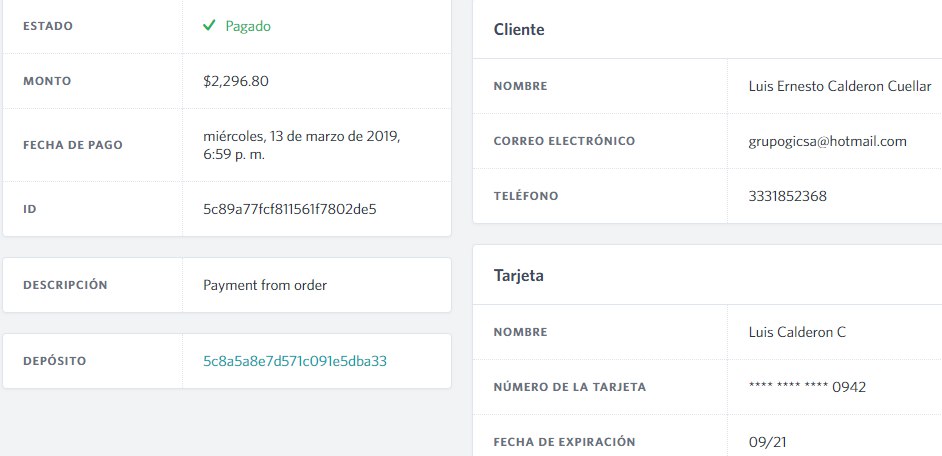 ESTADO
Pagado
MONTO
$2,296.80
FECHA DE PAGO
miércoles, 13 de marzo de 2019,
6:59 p. m.
ID
5c89a77fcf811561f7802de5
DESCRIPCIÓN
Payment from order
DEPÓSITO
5c8a5a8e7d571c091e5dba33
Cliente
NOMBRE
Luis Ernesto Calderon Cuellar
CORREO ELECTRÓNICO
grupogicsa@hotmail.com
TELÉFONO
3331852368
Tarjeta
NOMBRE
Luis Calderon C
NÚMERO DE LA TARJETA
**** **** **** 0942
FECHA DE EXPIRACIÓN
09/21